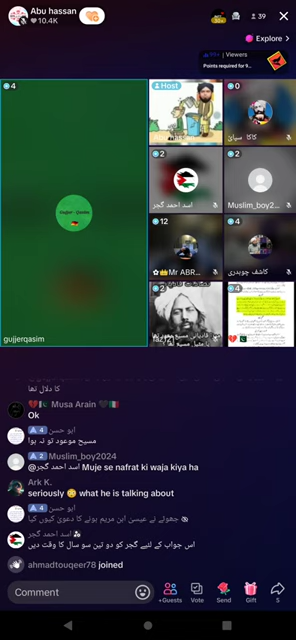 Abu hassan
10.4K
39
Explore >
99+ | Viewers
Points required for 9...
4
Host
0
کاکا سپائی
2
اسد احمد گجر
2
Muslim_boy2...
12
Mr ABR...
4
کاشف چوہدری
2
4
gujjerqasim
کا دلال تھا
Musa Arain
Ok
4 ابو حسن
مسیح موعود تو نہ ہوا
2 Muslim_boy2024
@اسد احمد گجر Muje se nafrat ki waja kiya ha
Ark K.
seriously 😳 what he is talking about
4 ابو حسن
جھوٹے نے عیسی ابن مریم ہونے کا دعویٰ کیوں کیا
اسد احمد گجر
اس جواب کے لئیے گجر کو دو تین سو سال کا وقت دیں
ahmadtouqeer78 joined
Comment
+Guests
Vote
Send
Gift
S